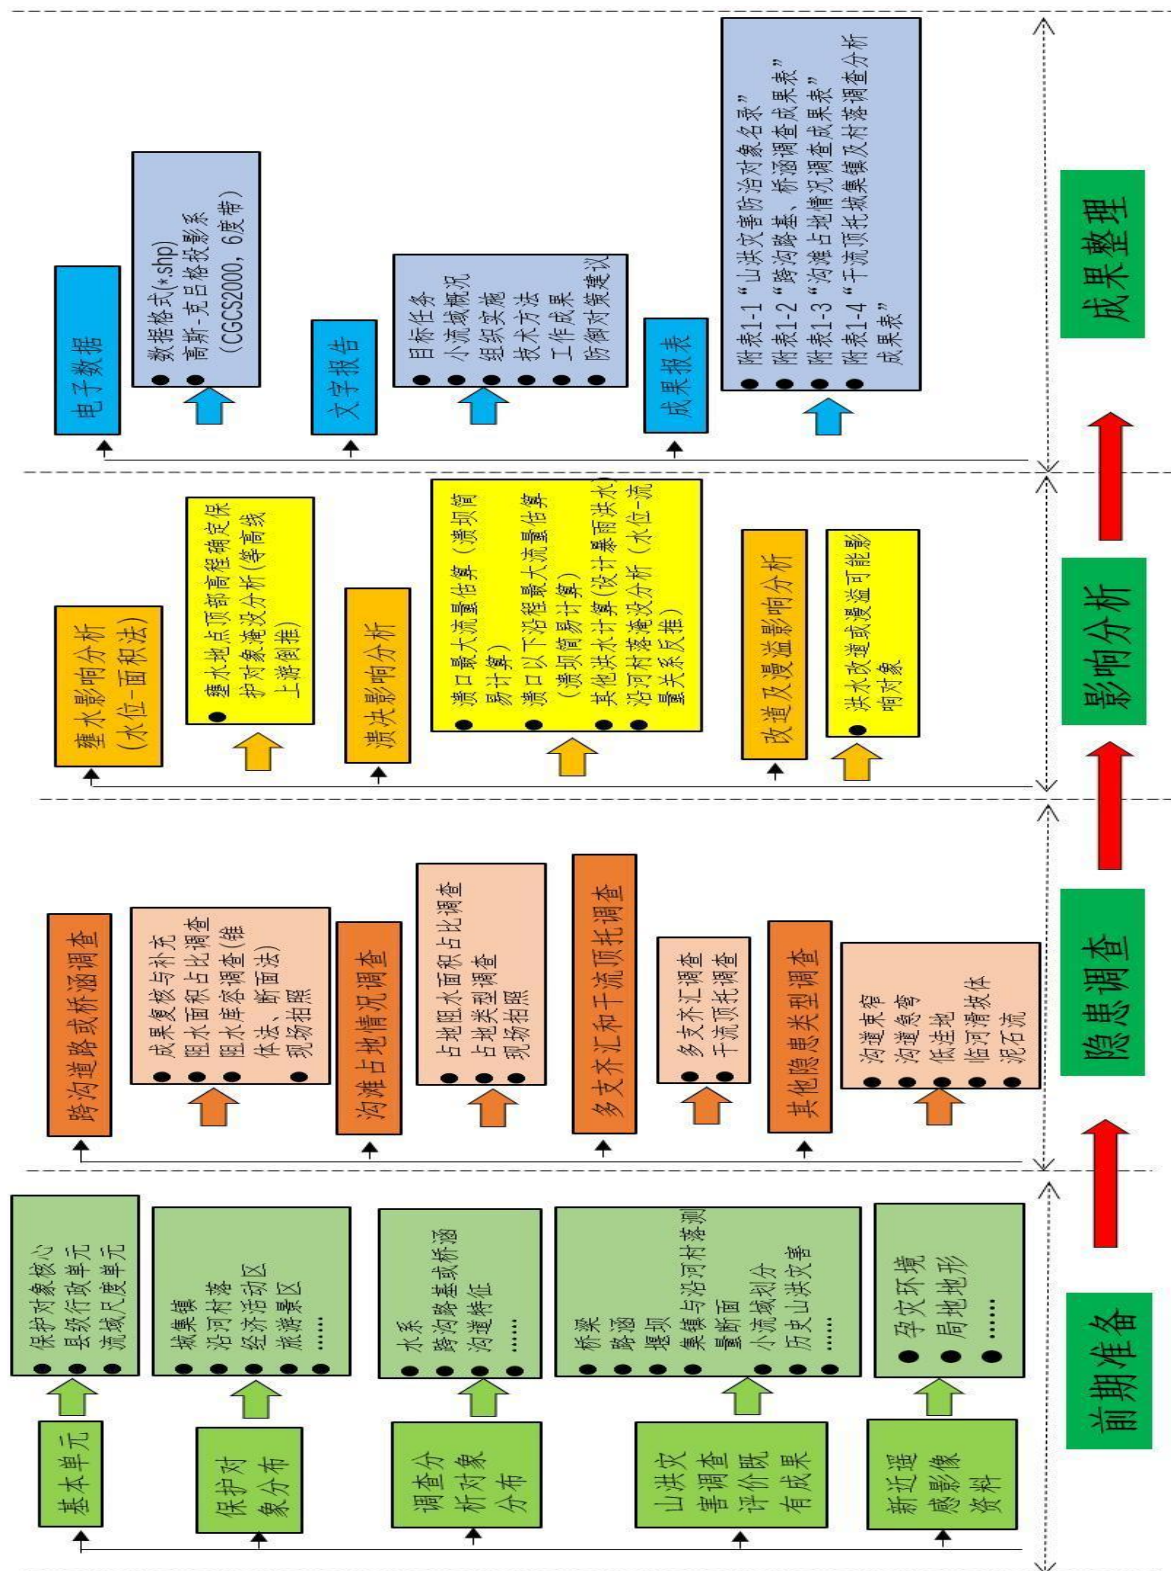 前期准备
基本单元
保护对象核心
县级行政单元
流域尺度单元
保护对
象分布
城集镇
沿河村落
经济活动区
旅游景区
……
调查分
析对象
分布
水系
跨沟路基或桥涵
沟道特征
……
山洪灾
害调查
评价既
有成果
桥梁
路涵
堰坝
集镇与沿河村落测
量断面
小流域划分
历史山洪灾害
……
新近遥
感影像
资料
孕灾环境
局地地形
……
隐患调查
跨沟道路或桥涵调查
成果复核与补充
阻水面积占比调查
阻水库容调查(锥
体法、断面法)
现场拍照
沟滩占地情况调查
占地阻水面积占比调查
占地类型调查
现场拍照
多支齐汇和干流顶托调查
多支齐汇调查
干流顶托调查
其他隐患类型调查
沟道束窄
沟道急弯
低洼地
临河滑坡体
泥石流
影响分析
壅水影响分析
(水位-面积法)
壅水地点顶部高程确定保
护对象淹没分析(等高线
上游倒推)
溃决影响分析
溃口最大流量估算（溃坝简
易计算）
溃口以下沿程最大流量估算
（溃坝简易计算）
其他洪水计算(设计暴雨洪水)
沿河村落淹没分析（水位-流
量关系反推）
改道及漫溢影响分析
洪水改道或漫溢可能影
响对象
成果整理
电子数据
数据格式(*.shp)
高斯-克吕格投影系
(CGCS2000，6度带)
文字报告
目标任务
小流域概况
组织实施
技术方法
工作成果
防御对策建议
成果报表
附表1-1“山洪灾害防治对象名录”
附表1-2“跨沟路基、桥涵调查成果表”
附表1-3“沟滩占地情况调查成果表”
附表1-4“干流顶托城集镇及村落调查分析
成果表”